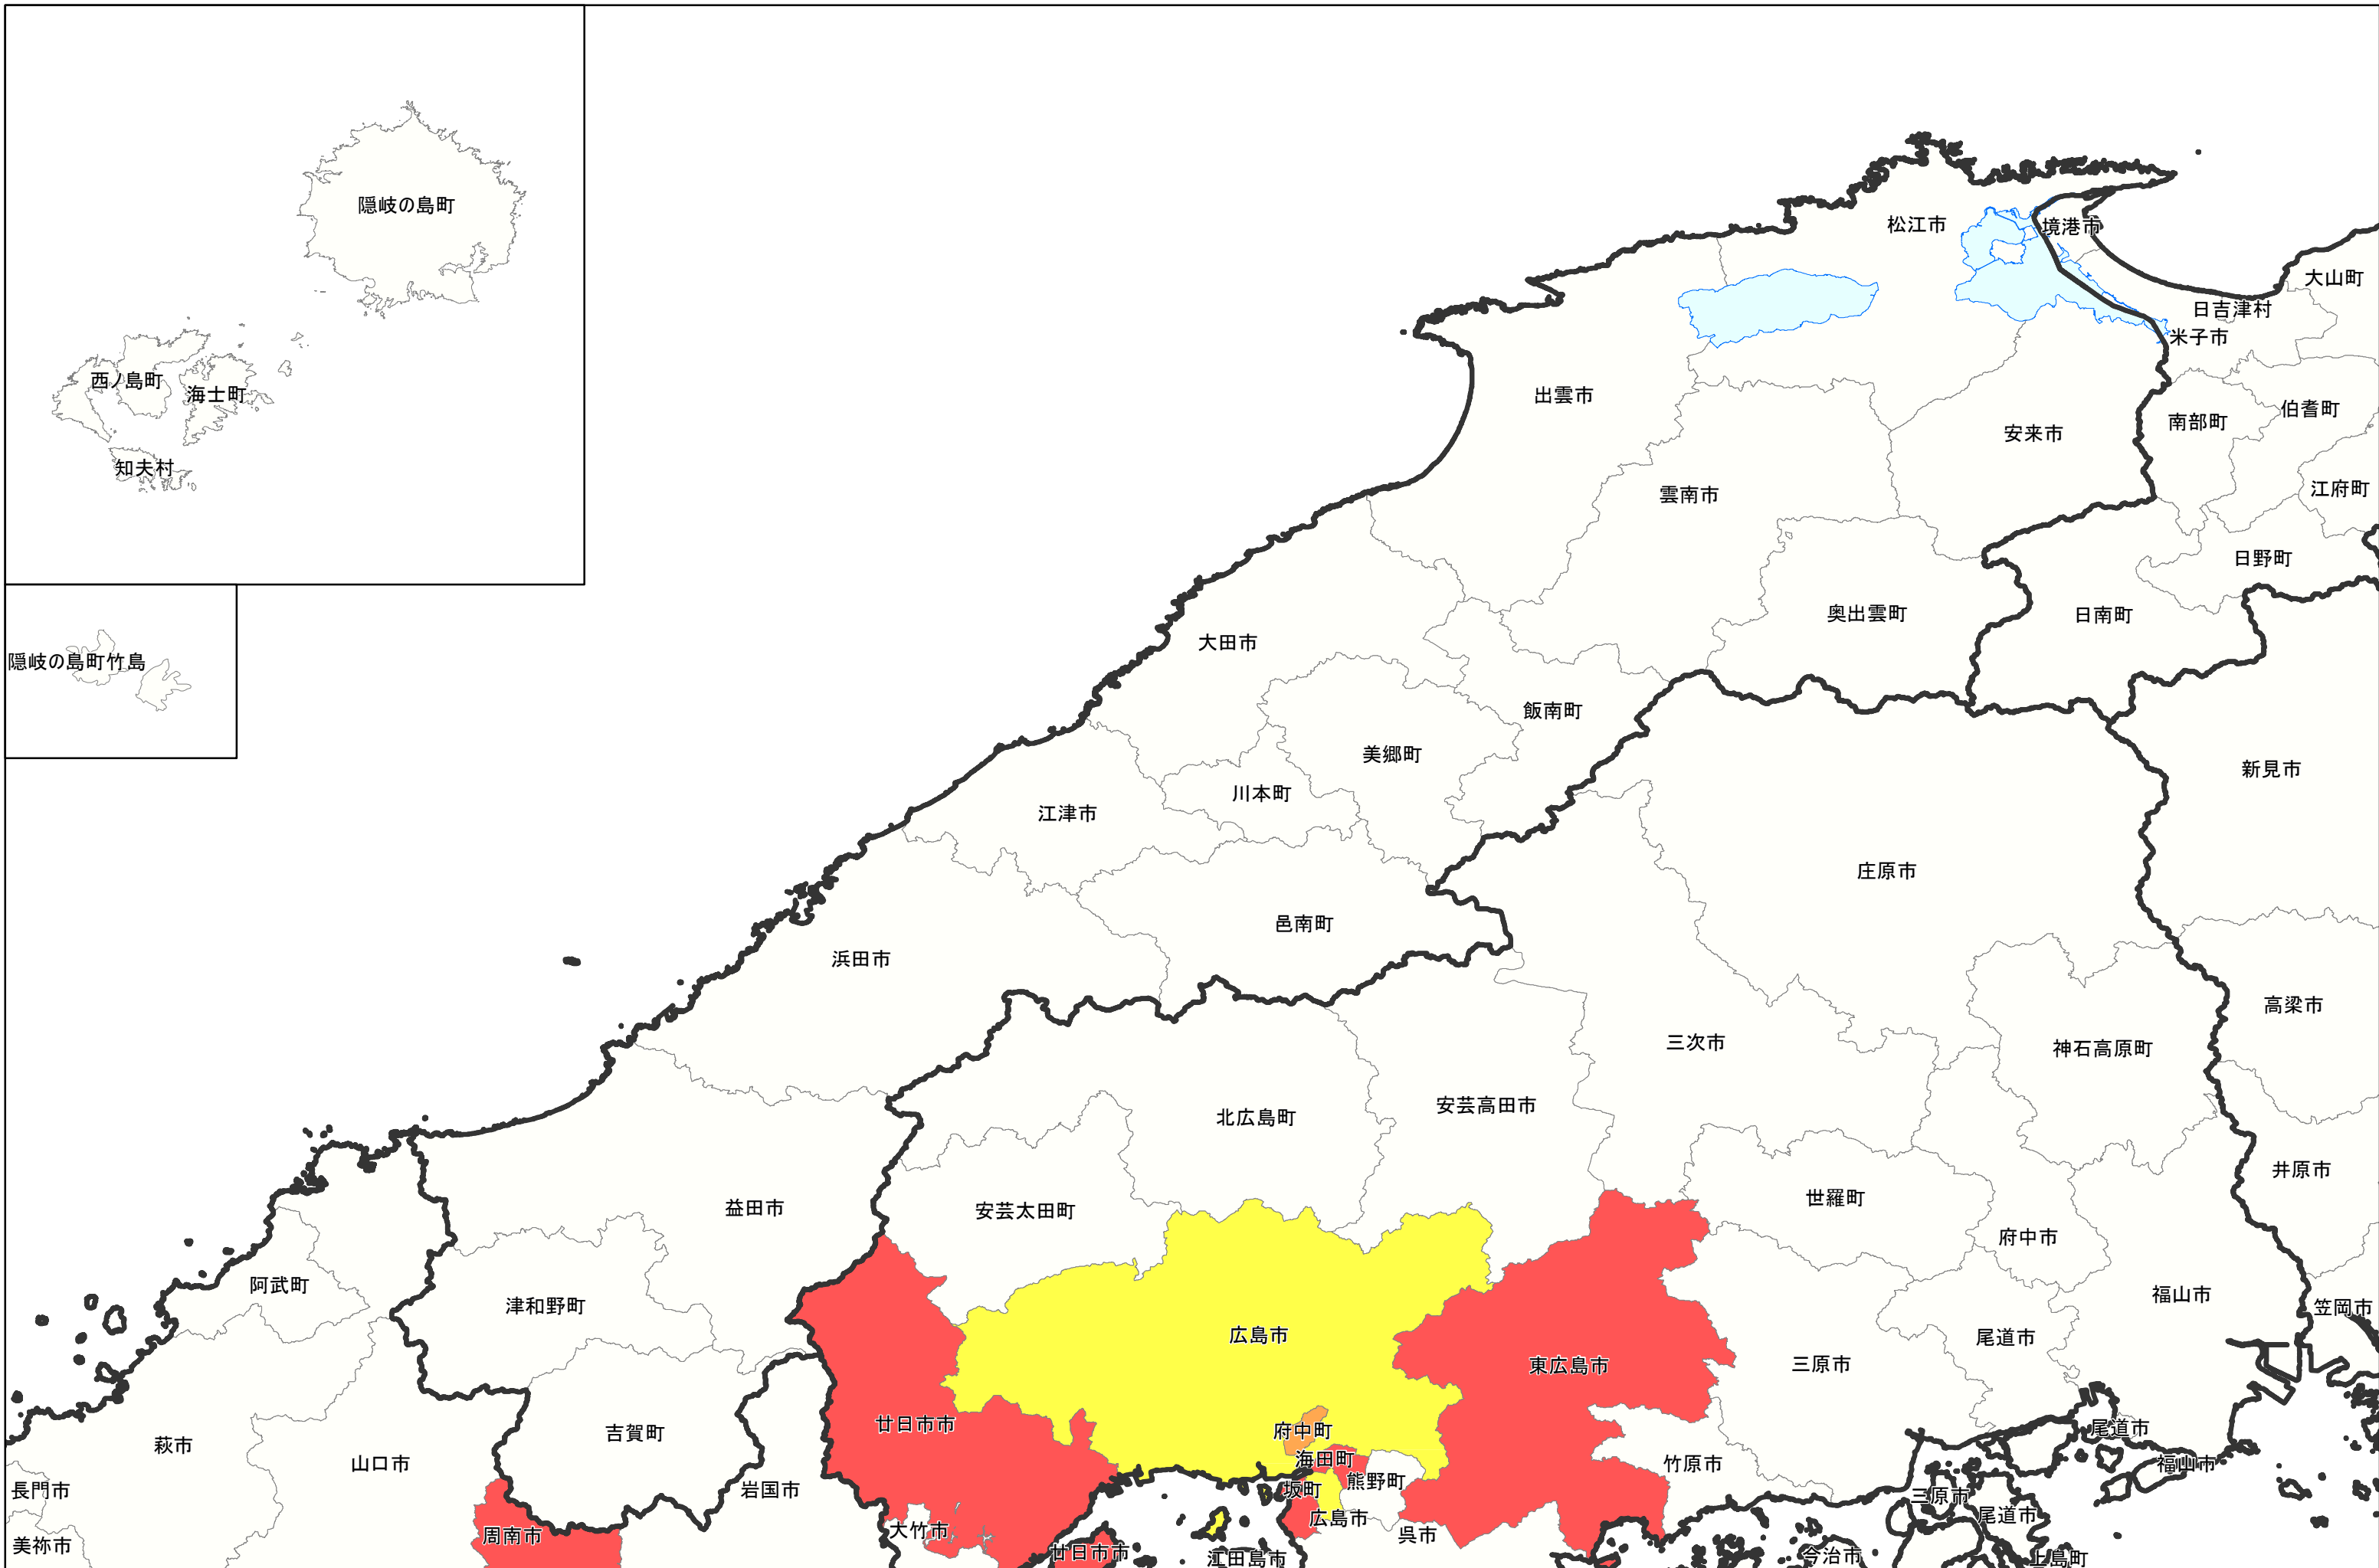 隠岐の島町
西ノ島町
海士町
知夫村
隠岐の島町竹島
松江市
境港市
大山町
日吉津村
米子市
出雲市
安来市
南部町
伯耆町
雲南市
江府町
日野町
奥出雲町
日南町
大田市
飯南町
美郷町
新見市
川本町
江津市
庄原市
邑南町
浜田市
高梁市
三次市
神石高原町
安芸高田市
北広島町
井原市
世羅町
益田市
安芸太田町
府中市
阿武町
福山市
津和野町
笠岡市
広島市
尾道市
三原市
東広島市
廿日市市
府中町
尾道市
吉賀町
萩市
海田町
山口市
竹原市
福山市
熊野町
長門市
岩国市
坂町
三原市
尾道市
広島市
大竹市
周南市
呉市
美祢市
廿日市市
江田島市
今治市
上島町